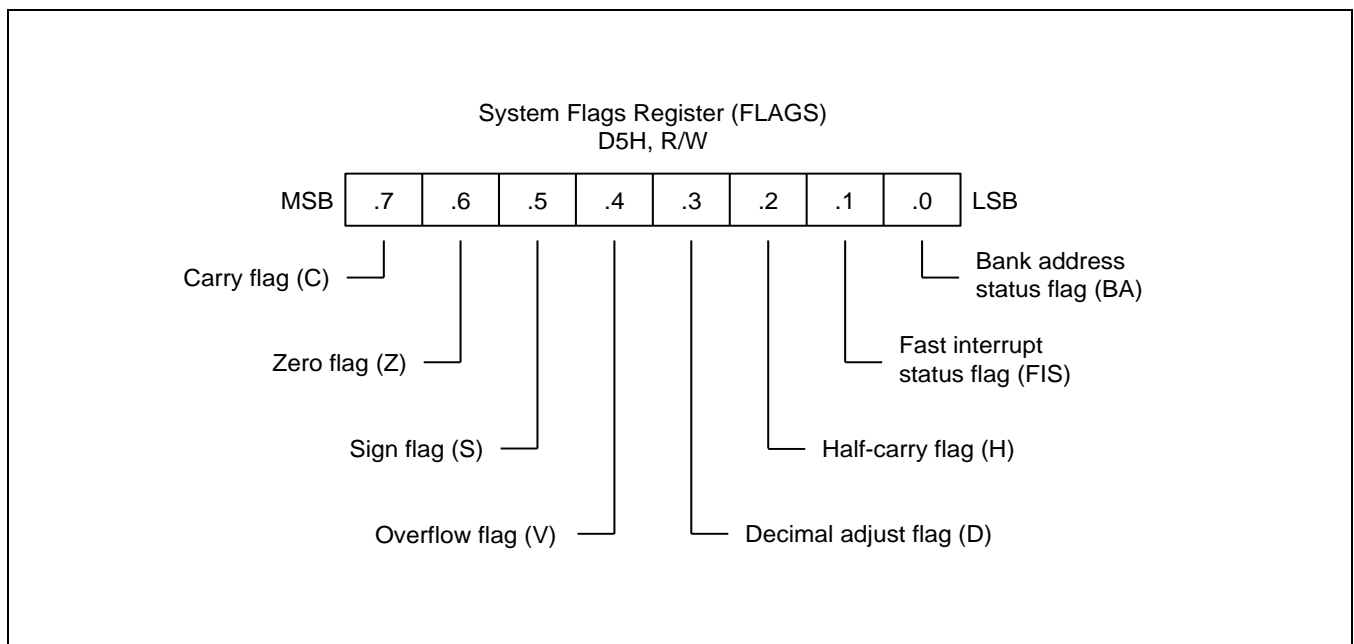 System Flags Register (FLAGS)
D5H, R/W
MSB .7 .6 .5 .4 .3 .2 .1 .0 LSB
Carry flag (C)
Bank address
status flag (BA)
Zero flag (Z)
Fast interrupt
status flag (FIS)
Sign flag (S)
Half-carry flag (H)
Overflow flag (V)
Decimal adjust flag (D)